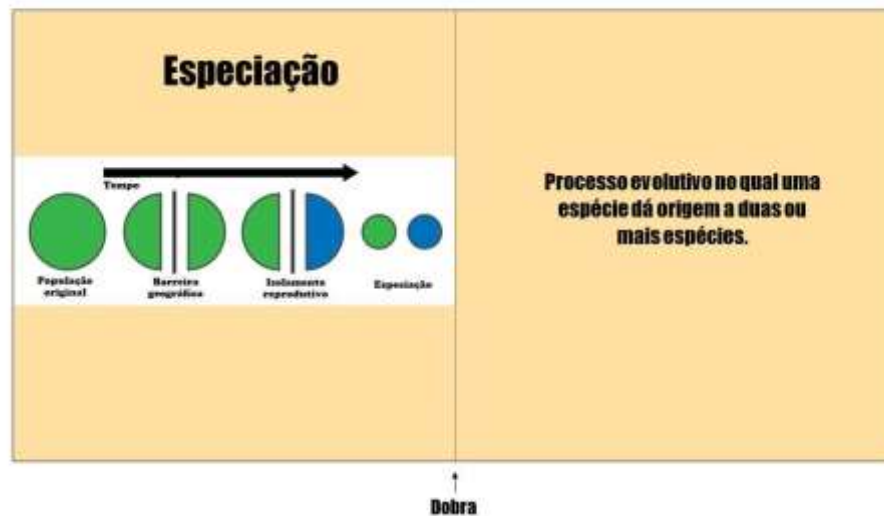 Especiação
Tempo
População
original
Barreira
geográfica
Isolamento
reprodutivo
Especiação
Processo evolutivo no qual uma
espécie dá origem a duas ou
mais espécies.
Dobra